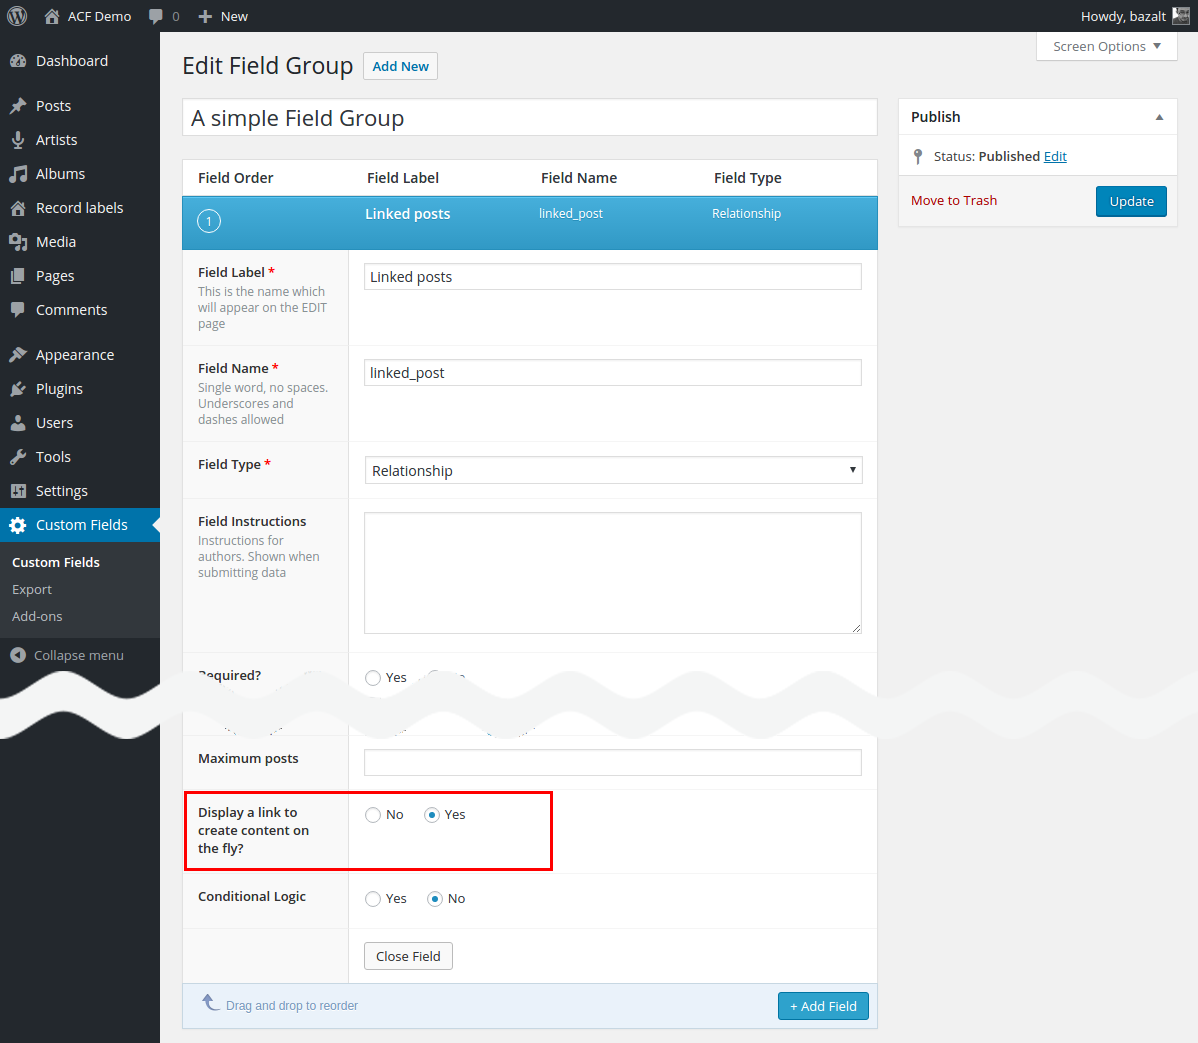 ACF Demo 0 New Howdy, bazalt
Screen Options
Dashboard
Posts
Artists
Albums
Record labels
Media
Pages
Comments
Appearance
Plugins
Users
Tools
Settings
Custom Fields
Custom Fields
Export
Add-ons
Collapse menu
Edit Field Group Add New
A simple Field Group
Field Order Field Label Field Name Field Type
1 Linked posts linked_post Relationship
Field Label *
This is the name which
will appear on the EDIT
page
Linked posts
Field Name *
Single word, no spaces.
Underscores and
dashes allowed
linked_post
Field Type *
Relationship
Field Instructions
Instructions for
authors. Shown when
submitting data
Required?
Yes
Maximum posts
Display a link to
create content on
the fly?
No Yes
Conditional Logic
Yes No
Close Field
Drag and drop to reorder
+ Add Field
Publish
Status: Published Edit
Move to Trash
Update